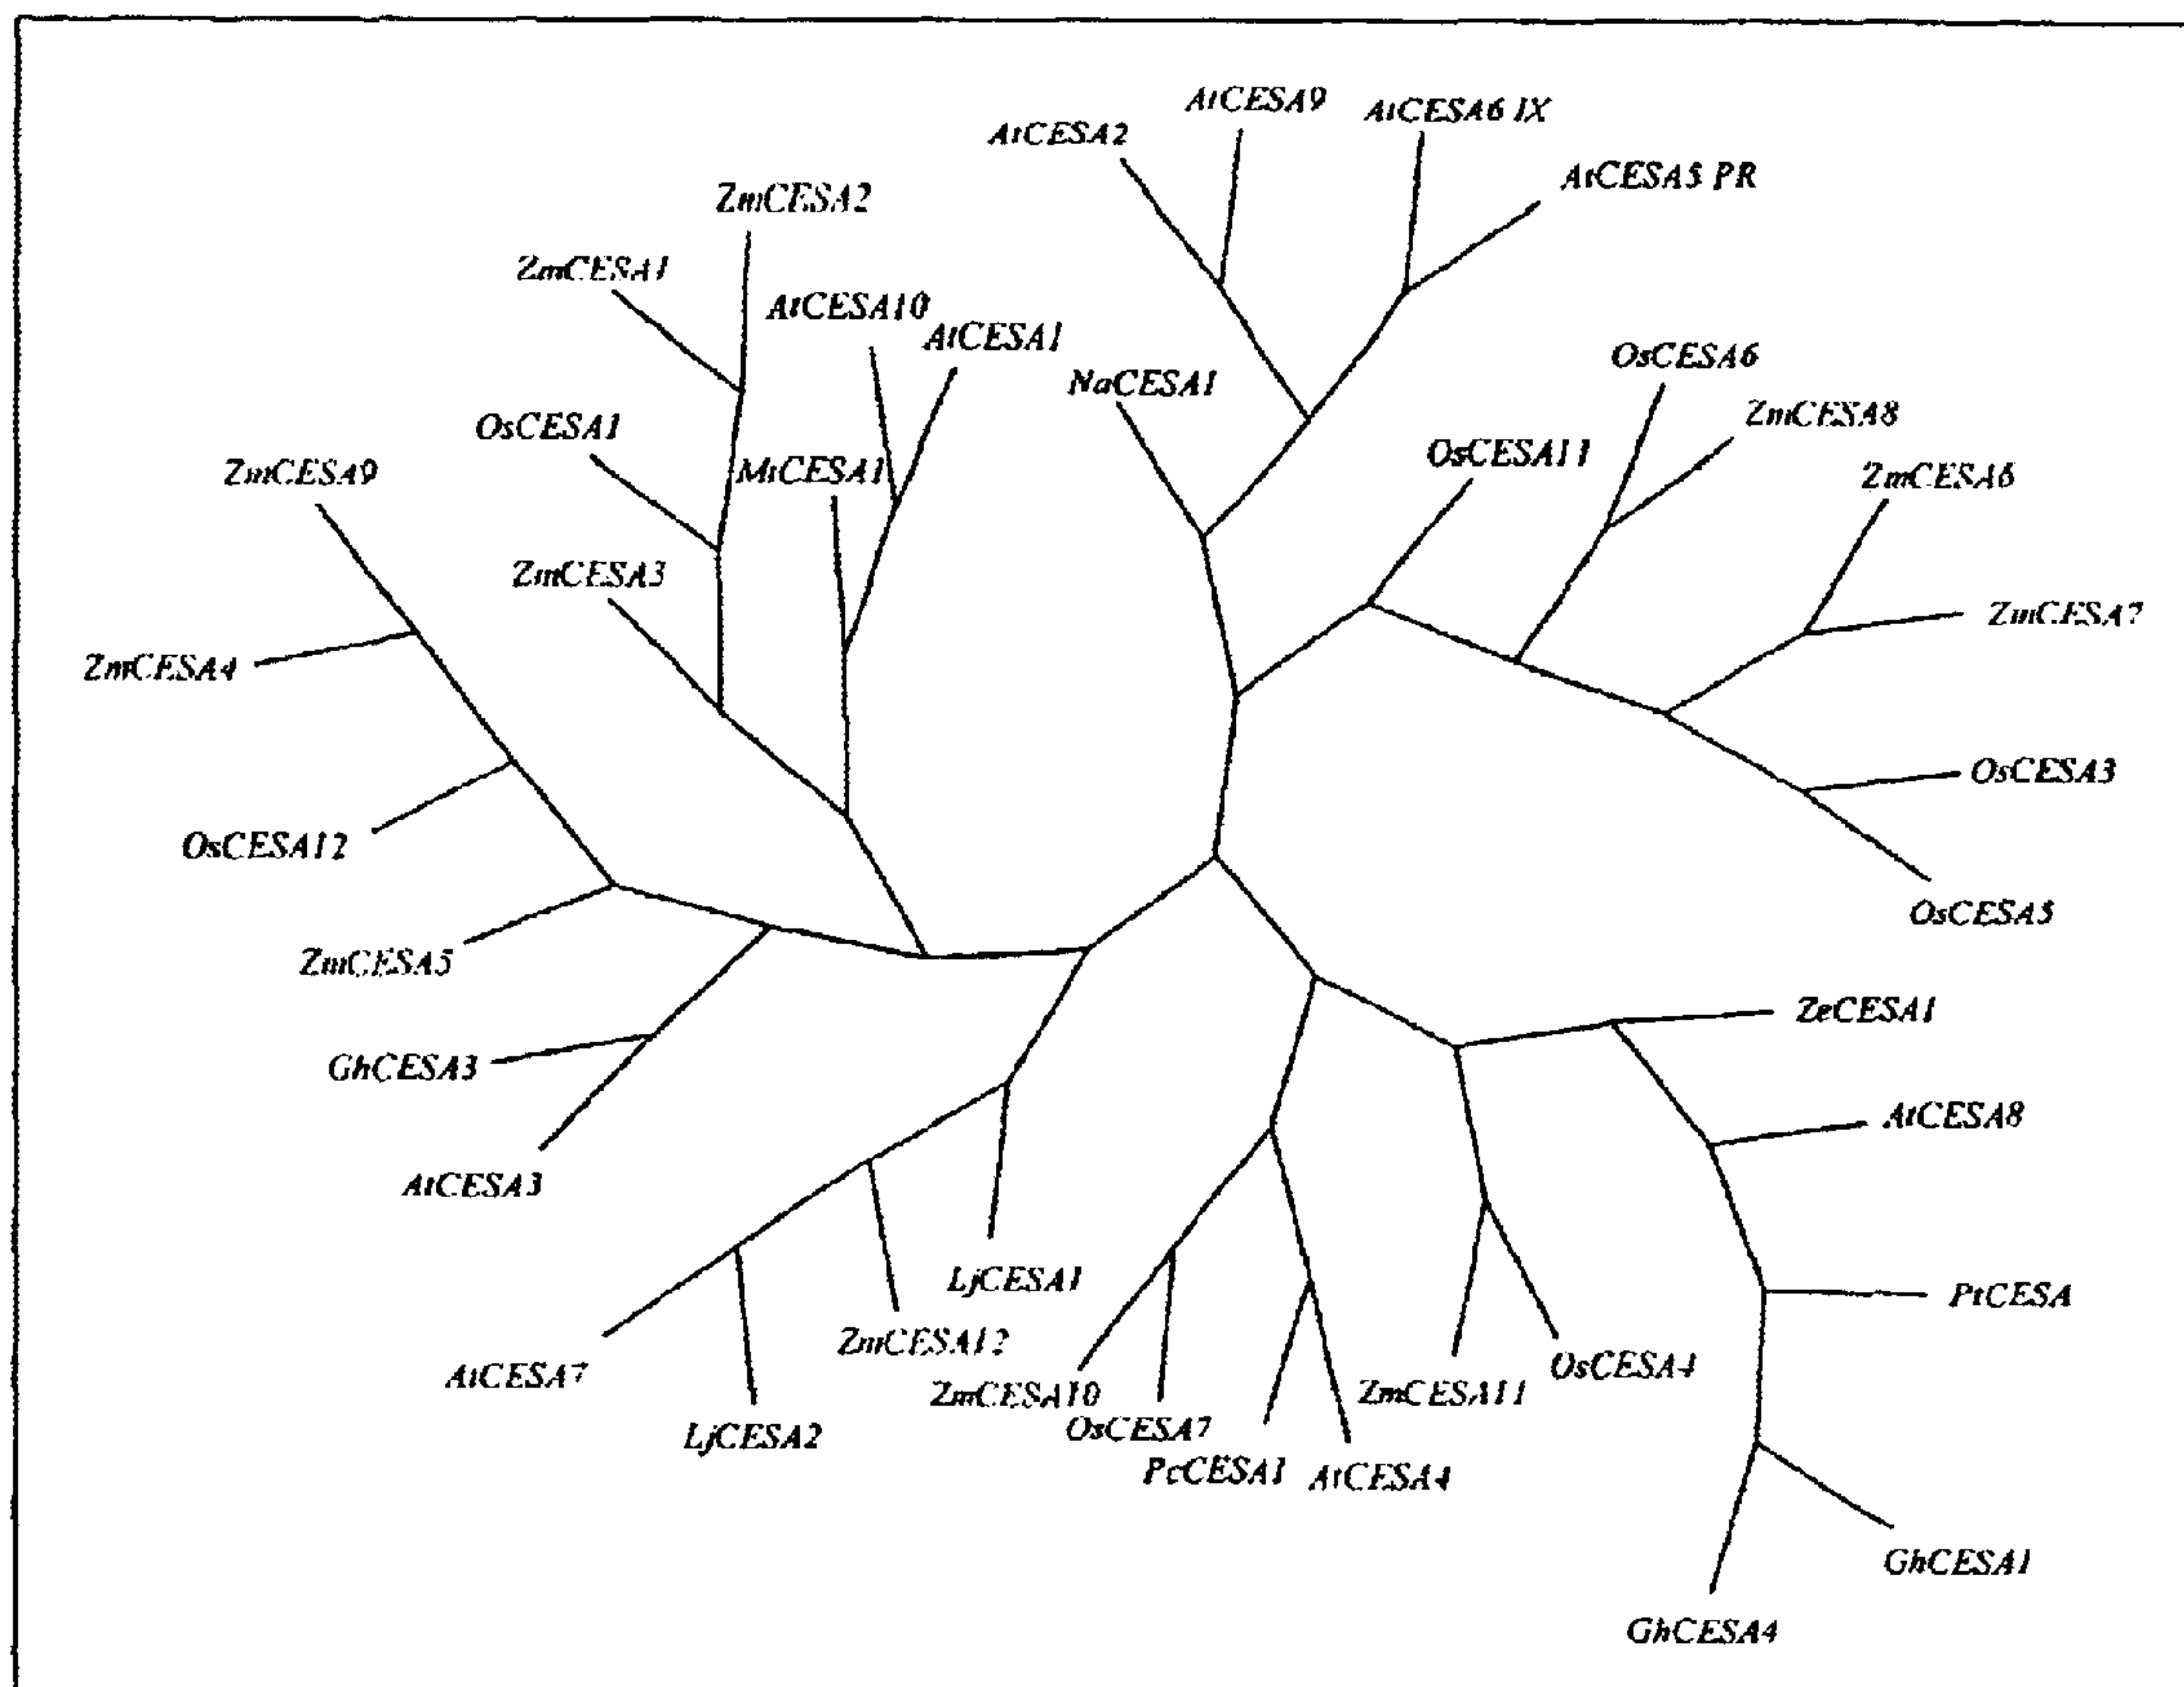 AtCESA9
AtCESA6 IX
AtCESA2
AtCESA5 PR
ZmCESA2
ZmCESA1
AtCESA10
AtCESA1
OsCESA6
NaCESA1
ZmCESA8
OsCESA1
OsCESA11
MtCESA1
ZmCESA9
ZmCESA6
ZmCESA3
ZmCESA7
ZmCESA4
OsCESA3
OsCESA12
OsCESA5
ZmCESA5
ZeCESA1
GhCESA3
AtCESA8
AtCESA3
LjCESA1
PtCESA
ZmCESA12
OsCESA4
AtCESA7
ZmCESA10
ZmCESA11
OsCESA7
LjCESA2
PcCESA1
AtCESA4
GhCESA1
GhCESA4